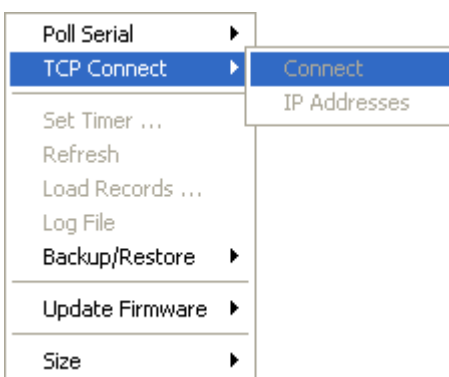 Poll Serial
TCP Connect
Connect
IP Addresses
Set Timer ...
Refresh
Load Records ...
Log File
Backup/Restore
Update Firmware
Size